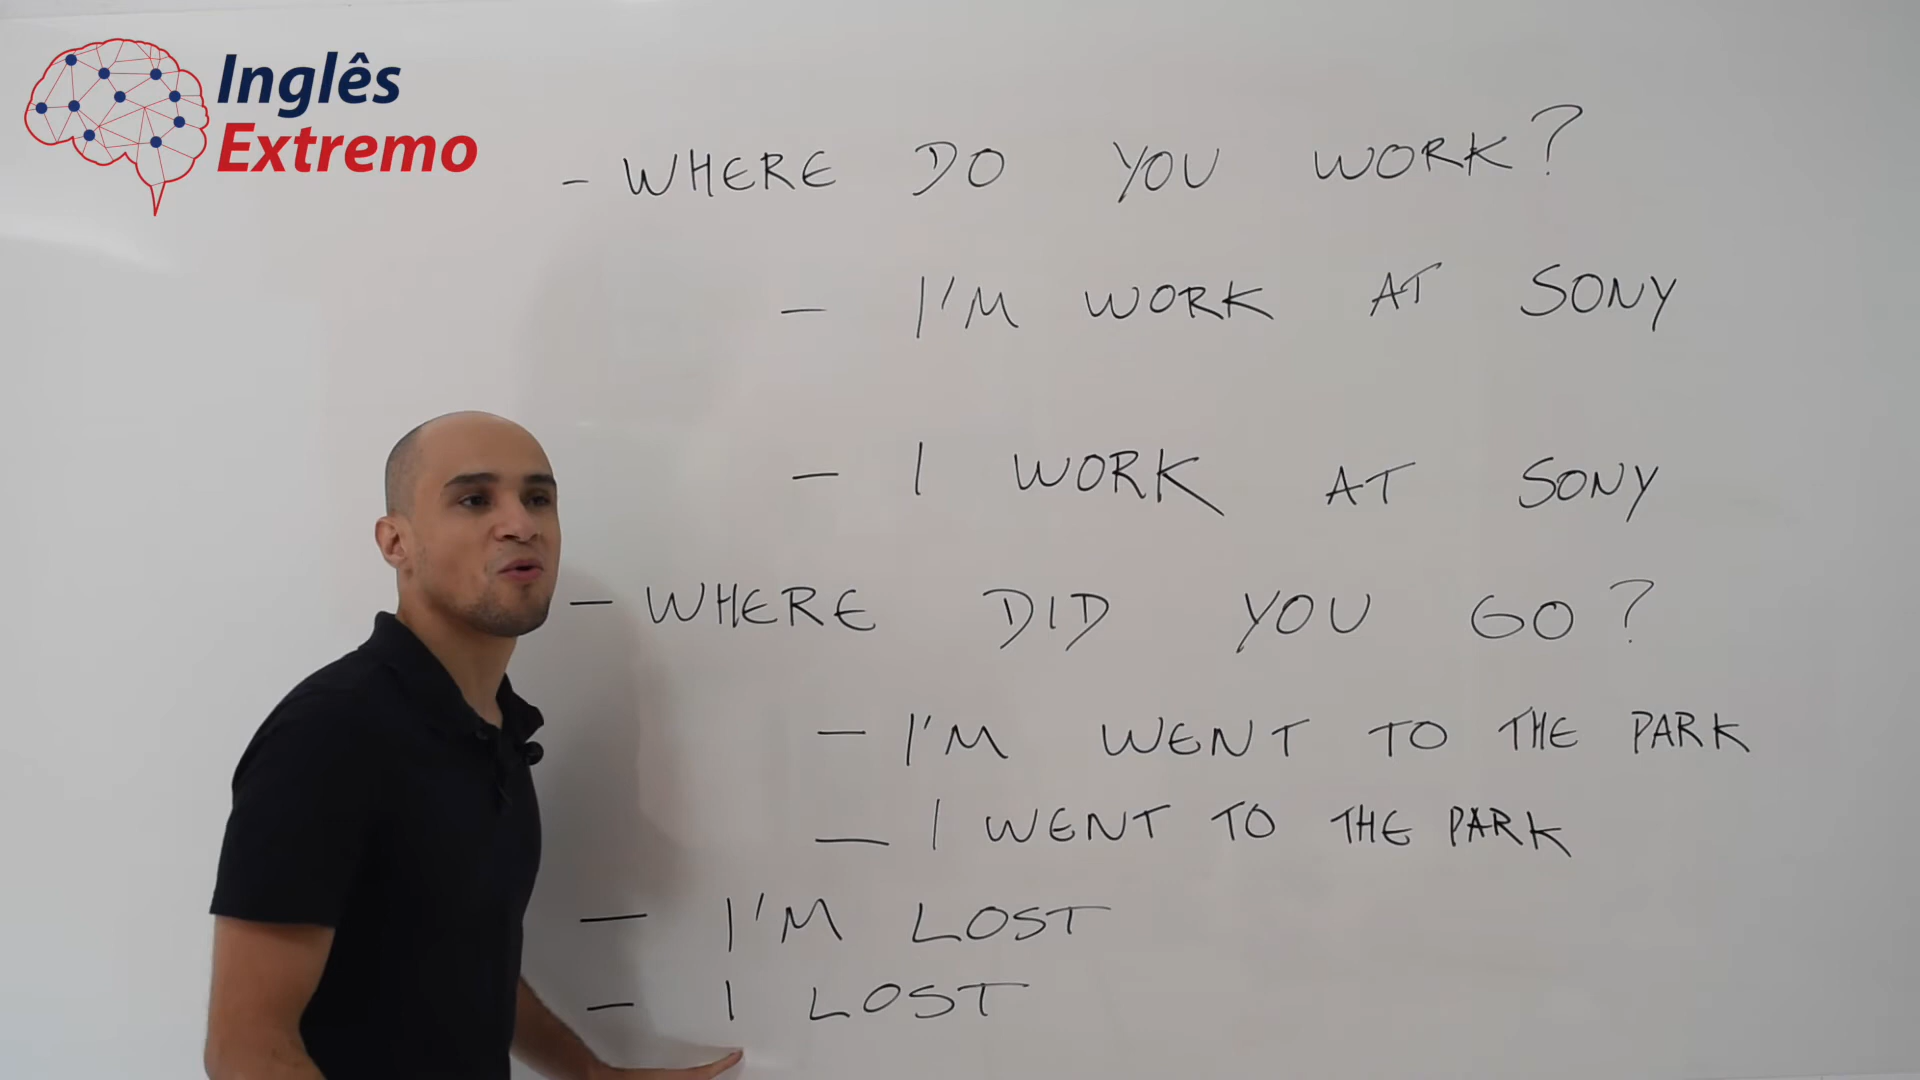 Inglês
Extremo
- WHERE DO YOU WORK?
- I'M WORK AT SONY
- I WORK AT SONY
- WHERE DID YOU GO?
- I'M WENT TO THE PARK
- I WENT TO THE PARK
- I'M LOST
- I LOST